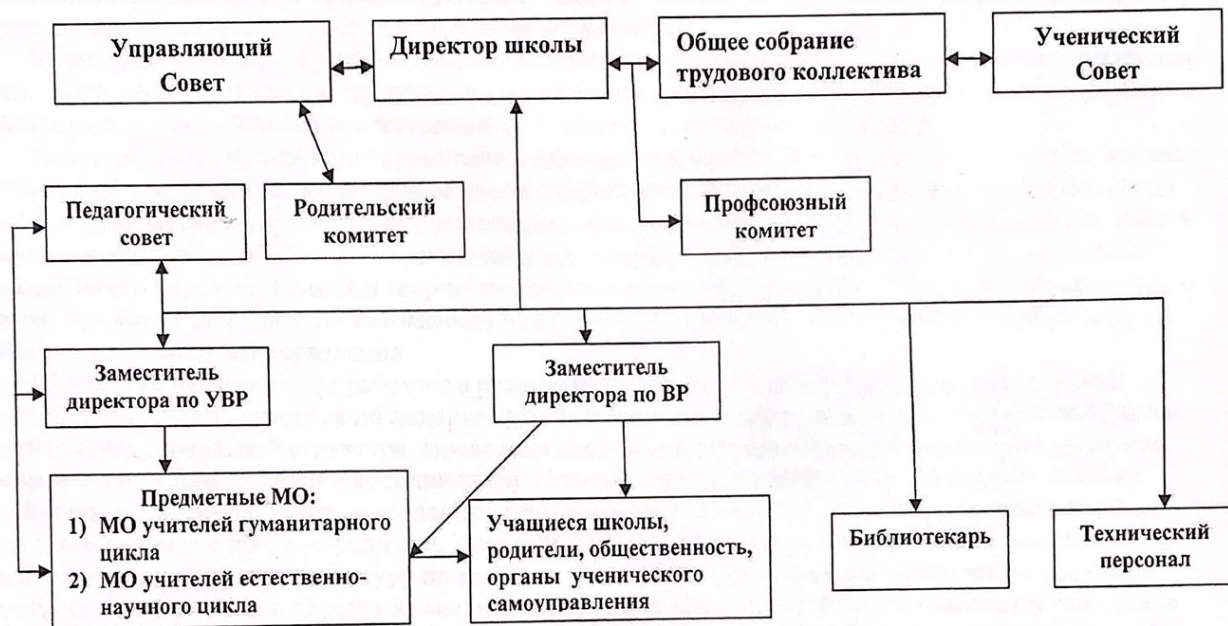 Управляющий
Совет
Директор школы
Общее собрание
трудового коллектива
Ученический
Совет
Педагогический
совет
Родительский
комитет
Профсоюзный
комитет
Заместитель
директора по УВР
Заместитель
директора по ВР
Предметные МО:
1) МО учителей гуманитарного
цикла
2) МО учителей естественно-
научного цикла
Учащиеся школы,
родители, общественность,
органы ученического
самоуправления
Библиотекарь
Технический
персонал